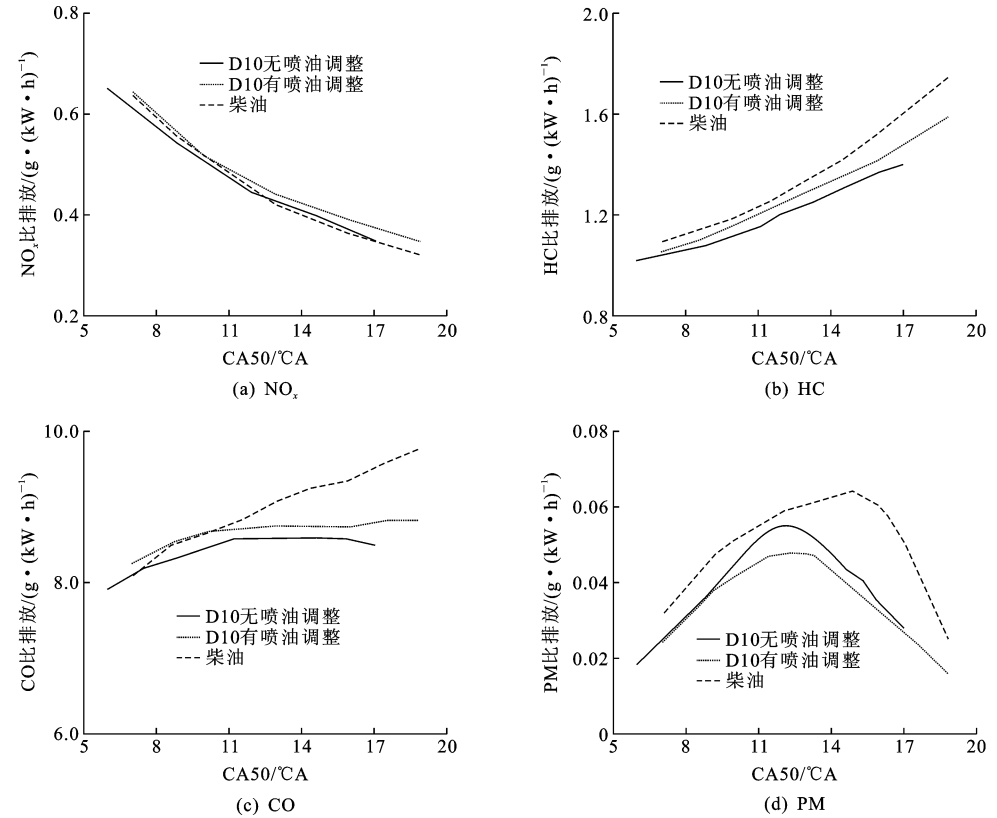 NOₓ比排放/(g·(kW·h)⁻¹)
0.8
0.6
0.4
0.2
D10无喷油调整
D10有喷油调整
柴油
5 8 11 14 17 20
CA50/℃A
(a) NOₓ
HC比排放/(g·(kW·h)⁻¹)
2.0
1.6
1.2
0.8
D10无喷油调整
D10有喷油调整
柴油
5 8 11 14 17 20
CA50/℃A
(b) HC
CO比排放/(g·(kW·h)⁻¹)
10.0
8.0
7.0
6.0
D10无喷油调整
D10有喷油调整
柴油
5 8 11 14 17 20
CA50/℃A
(c) CO
PM比排放/(g·(kW·h)⁻¹)
0.08
0.06
0.04
0.02
0
D10无喷油调整
D10有喷油调整
柴油
5 8 11 14 17 20
CA50/℃A
(d) PM